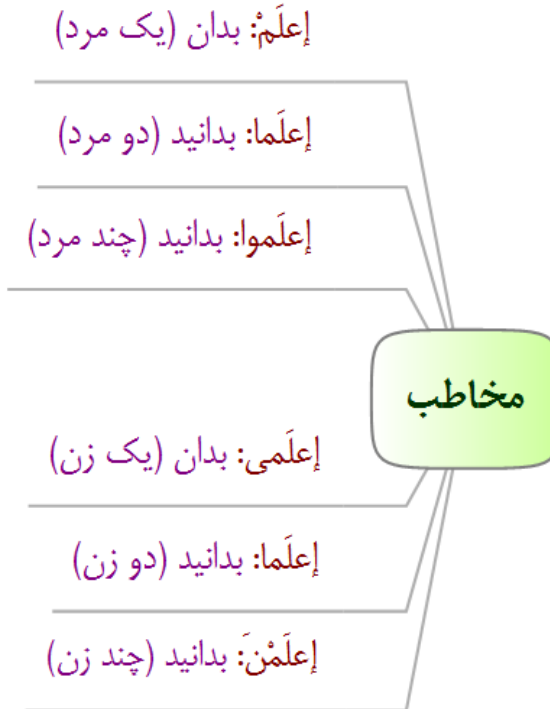 إعلَمْ: بدان (یک مرد)
إعلَما: بدانید (دو مرد)
إعلَموا: بدانید (چند مرد)
مخاطب
إعلَمی: بدان (یک زن)
إعلَما: بدانید (دو زن)
إعلَمْنَ: بدانید (چند زن)